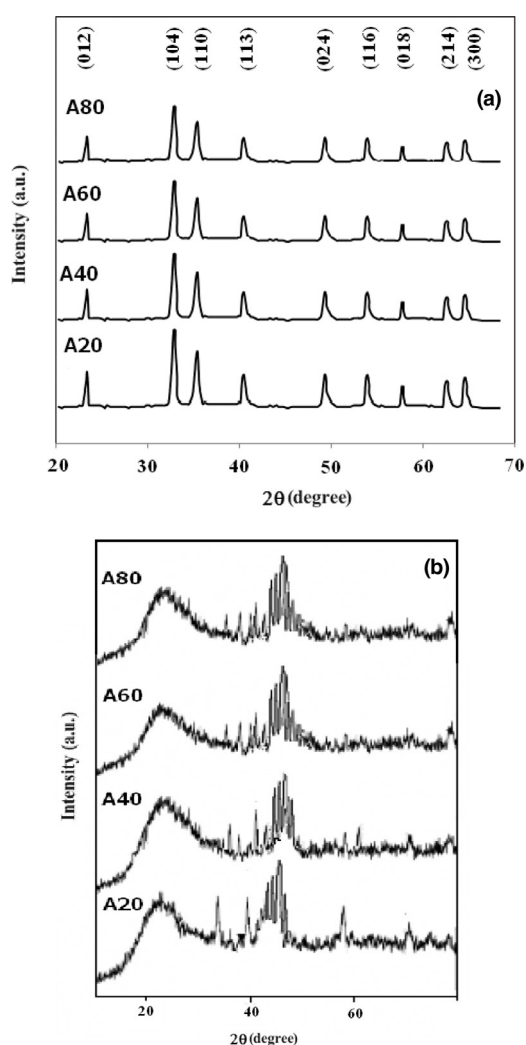 (012) (104) (110) (113) (024) (116) (018) (214) (300)
(a)
A80
A60
A40
A20
Intensity (a.u.)
20 30 40 50 60 70
2θ (degree)
(b)
A80
A60
A40
A20
Intensity (a.u.)
20 40 60
2θ (degree)